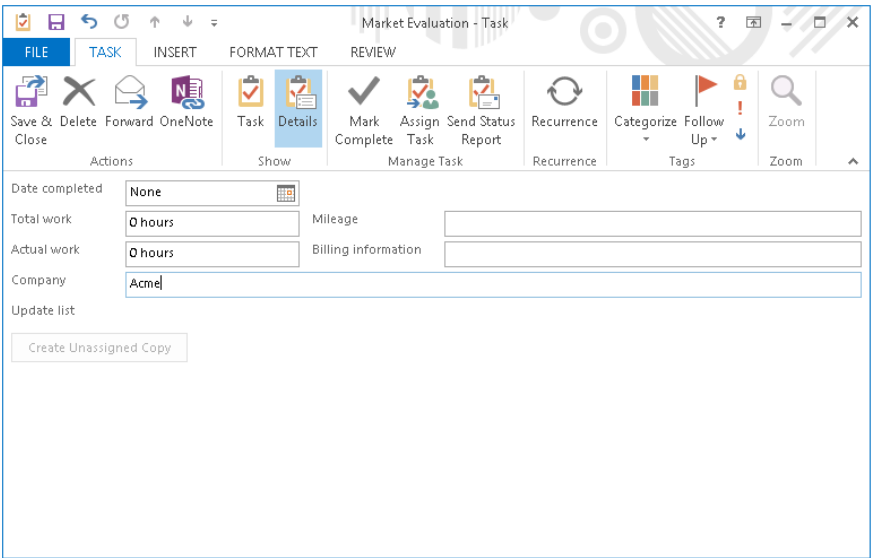 Market Evaluation - Task
?
FILE TASK INSERT FORMAT TEXT REVIEW
Save & Close Delete Forward OneNote Task Details Mark Complete Assign Task Send Status Report Recurrence Categorize Follow Up ! Zoom
Actions Show Manage Task Recurrence Tags Zoom
Date completed None
Total work 0 hours Mileage
Actual work 0 hours Billing information
Company Acme
Update list
Create Unassigned Copy